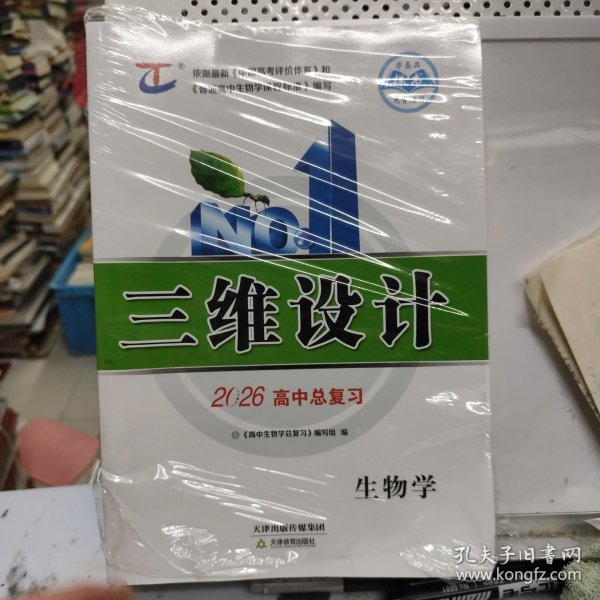 TC®
依据最新《中国高考评价体系》和
《普通高中生物学课程标准》编写
非卖品
NO.1
三维设计
2026 高中总复习
◎《高中生物学总复习》编写组 编
生物学
天津出版传媒集团
天津教育出版社
孔夫子旧书网
www.kongfz.com